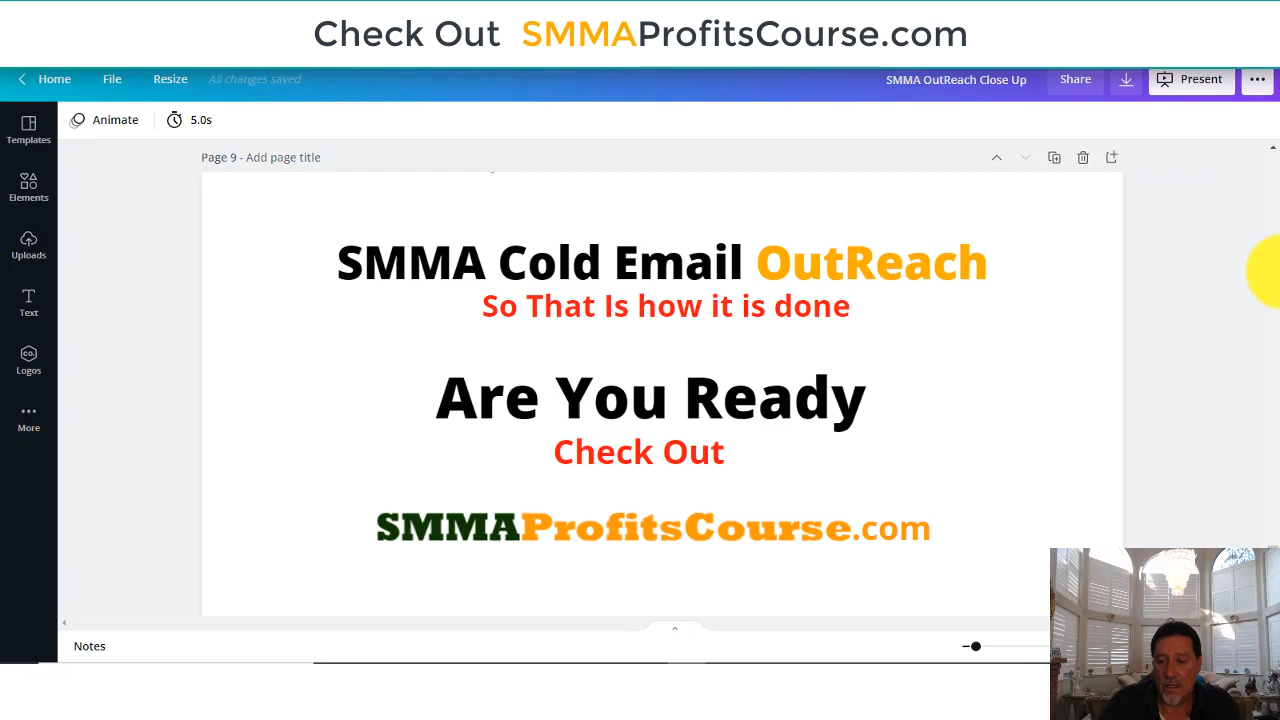 Check Out SMMAProfitsCourse.com
Home File Resize All changes saved SMMA OutReach Close Up Share Present
Animate 5.0s
Templates
Elements
Uploads
Text
CO.
Logos
More
Page 9 - Add page title
SMMA Cold Email OutReach
So That Is how it is done
Are You Ready
Check Out
SMMAProfitsCourse.com
Notes